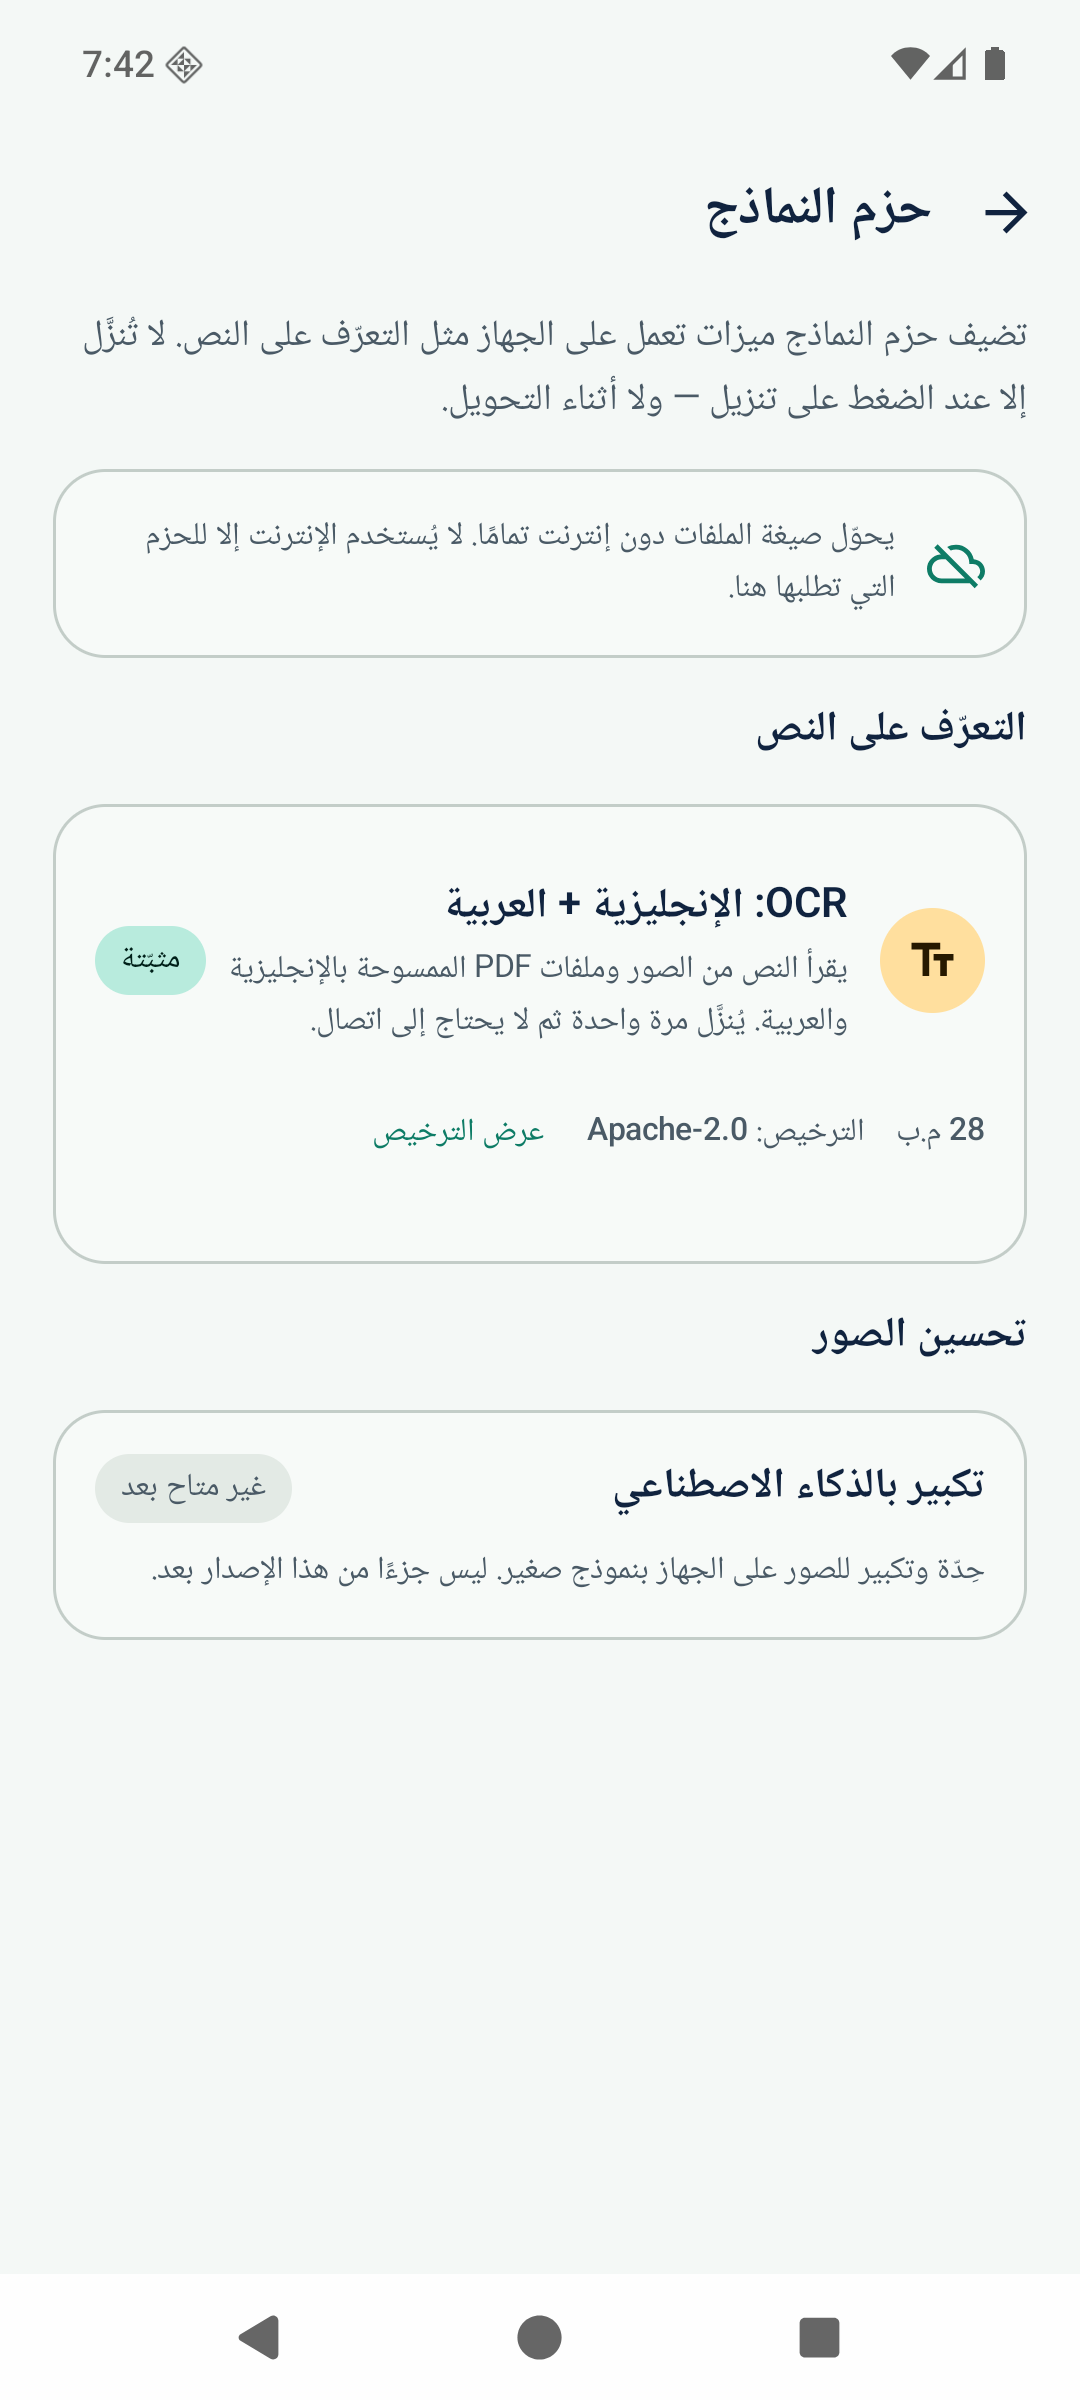 7:42
حزم النماذج
تضيف حزم النماذج ميزات تعمل على الجهاز مثل التعرّف على النص. لا تُنزَّل
إلا عند الضغط على تنزيل — ولا أثناء التحويل.
يحوّل صيغة الملفات دون إنترنت تمامًا. لا يُستخدم الإنترنت إلا للحزم
التي تطلبها هنا.
التعرّف على النص
OCR: الإنجليزية + العربية
يقرأ النص من الصور وملفات PDF الممسوحة بالإنجليزية
والعربية. يُنزَّل مرة واحدة ثم لا يحتاج إلى اتصال.
مثبّتة
28 م.ب الترخيص: Apache-2.0 عرض الترخيص
تحسين الصور
تكبير بالذكاء الاصطناعي
غير متاح بعد
حِدّة وتكبير للصور على الجهاز بنموذج صغير. ليس جزءًا من هذا الإصدار بعد.